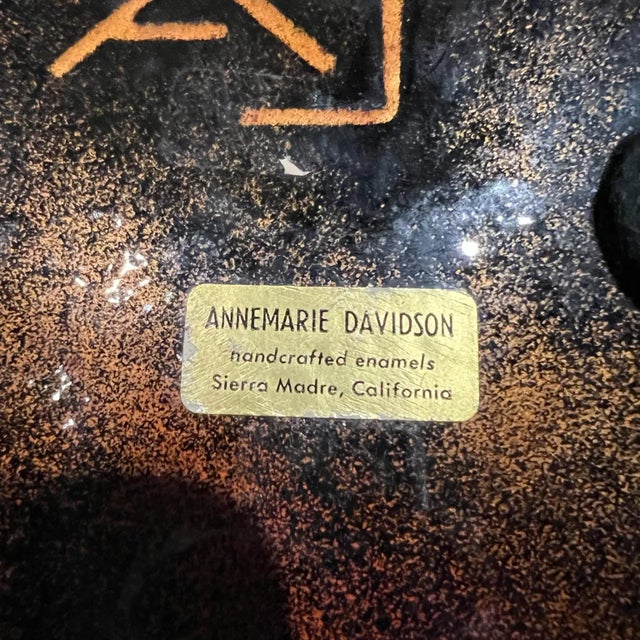 ANNEMARIE DAVIDSON
handcrafted enamels
Sierra Madre, California